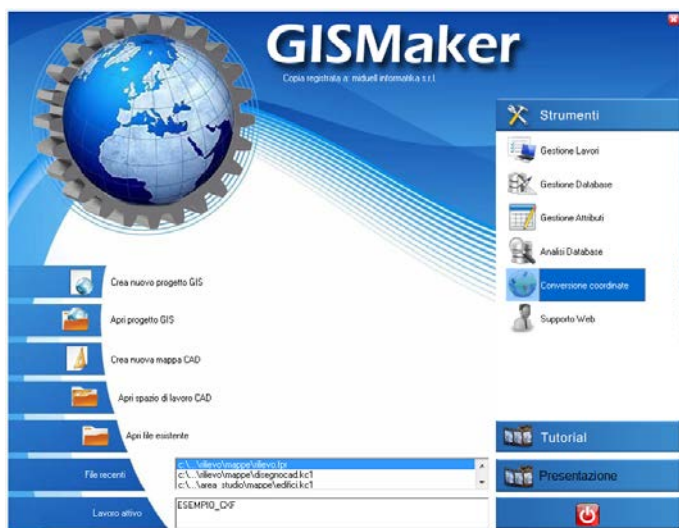 GISMaker
Copia registrata a: miduell informatika s.r.l.
Strumenti
Gestione Lavori
Gestione Database
Gestione Attributi
Analisi Database
Conversione coordinate
Supporto Web
Crea nuovo progetto GIS
Apri progetto GIS
Crea nuova mappa CAD
Apri spazio di lavoro CAD
Apri file esistente
File recenti
c:\...\rilievo\mappe\rilievo.fpr
c:\...\rilievo\mappe\disegnocad.kc1
c:\...\area_studio\mappe\edifici.kc1
Lavoro attivo
ESEMPIO_CXF
Tutorial
Presentazione